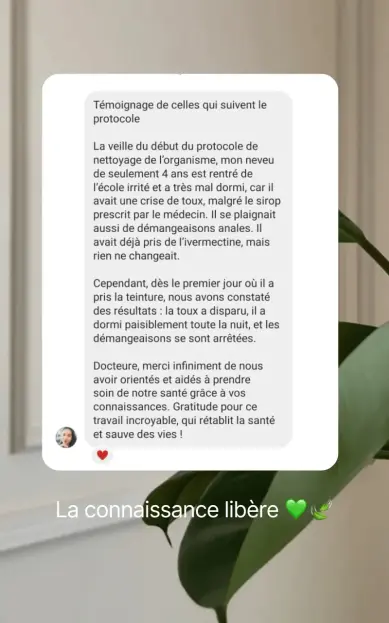 Témoignage de celles qui suivent le
protocole
La veille du début du protocole de
nettoyage de l'organisme, mon neveu
de seulement 4 ans est rentré de
l'école irrité et a très mal dormi, car il
avait une crise de toux, malgré le sirop
prescrit par le médecin. Il se plaignait
aussi de démangeaisons anales. Il
avait déjà pris de l'ivermectine, mais
rien ne changeait.
Cependant, dès le premier jour où il a
pris la teinture, nous avons constaté
des résultats : la toux a disparu, il a
dormi paisiblement toute la nuit, et les
démangeaisons se sont arrêtées.
Docteure, merci infiniment de nous
avoir orientés et aidés à prendre
soin de notre santé grâce à vos
connaissances. Gratitude pour ce
travail incroyable, qui rétablit la santé
et sauve des vies !
La connaissance libère 💚🌿